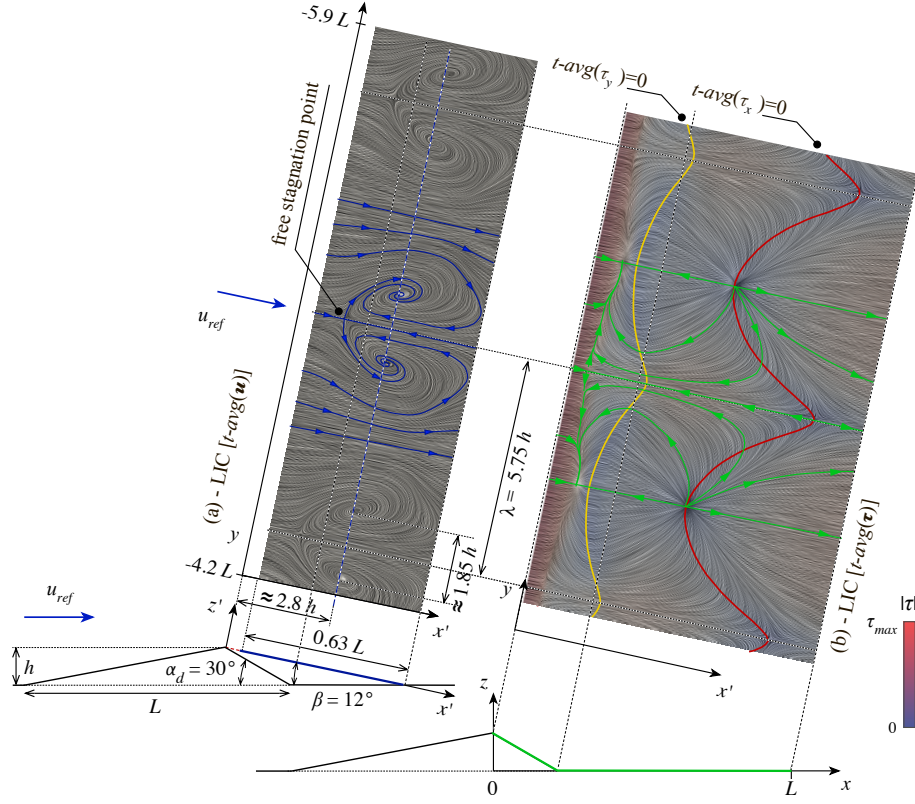 -5.9 L
t-avg(τy)=0
t-avg(τx)=0
free stagnation point
uref
(a) - LIC [t-avg(u)]
y
-4.2 L
λ = 5.75 h
≈ 1.85 h
y'
(b) - LIC [t-avg(τ)]
|τ|
τmax
0
uref
z'
≈ 2.8 h
x'
0.63 L
h
αd = 30°
L
β = 12°
x'
x'
z
0
L
x